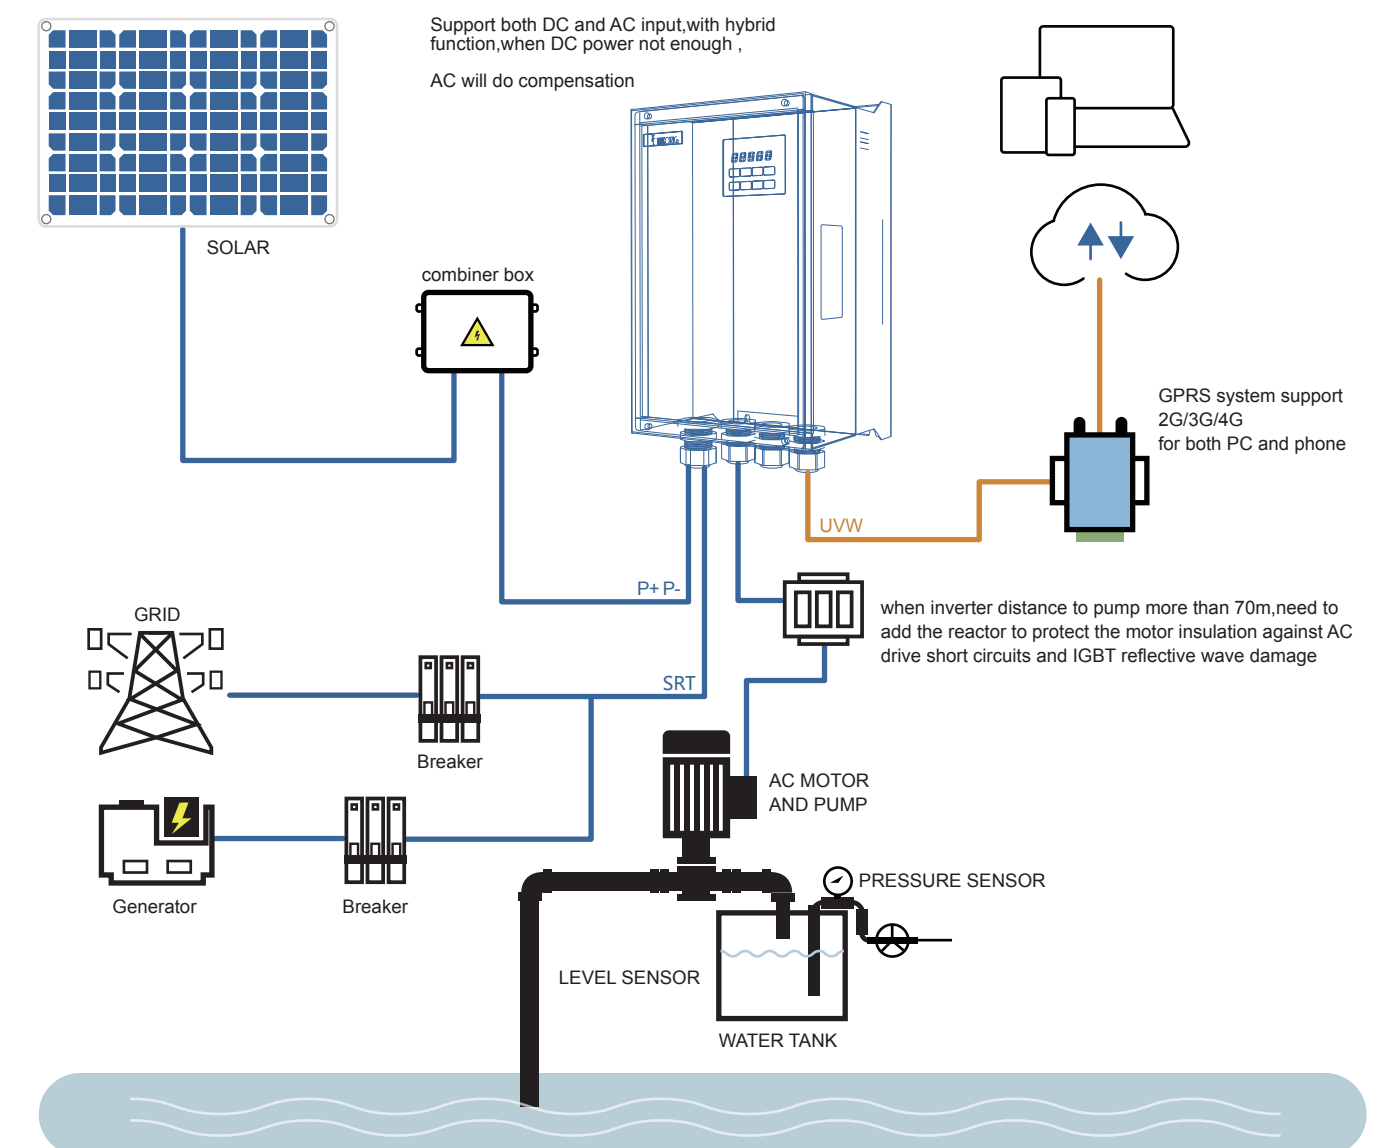 Support both DC and AC input,with hybrid
function,when DC power not enough ,
AC will do compensation
SOLAR
combiner box
88888
GPRS system support
2G/3G/4G
for both PC and phone
UVW
P+ P-
when inverter distance to pump more than 70m,need to
add the reactor to protect the motor insulation against AC
drive short circuits and IGBT reflective wave damage
GRID
SRT
Breaker
AC MOTOR
AND PUMP
Generator
Breaker
PRESSURE SENSOR
LEVEL SENSOR
WATER TANK